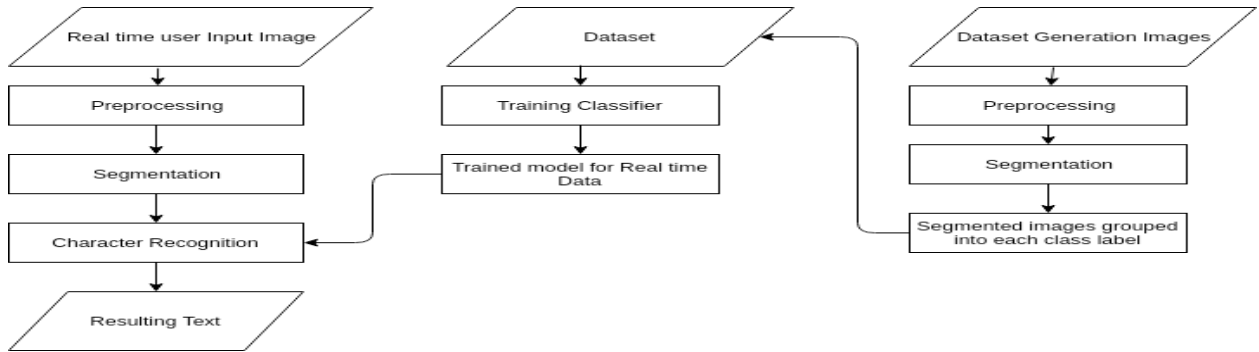 Real time user Input Image
Preprocessing
Segmentation
Character Recognition
Resulting Text
Dataset
Training Classifier
Trained model for Real time
Data
Dataset Generation Images
Preprocessing
Segmentation
Segmented images grouped
into each class label